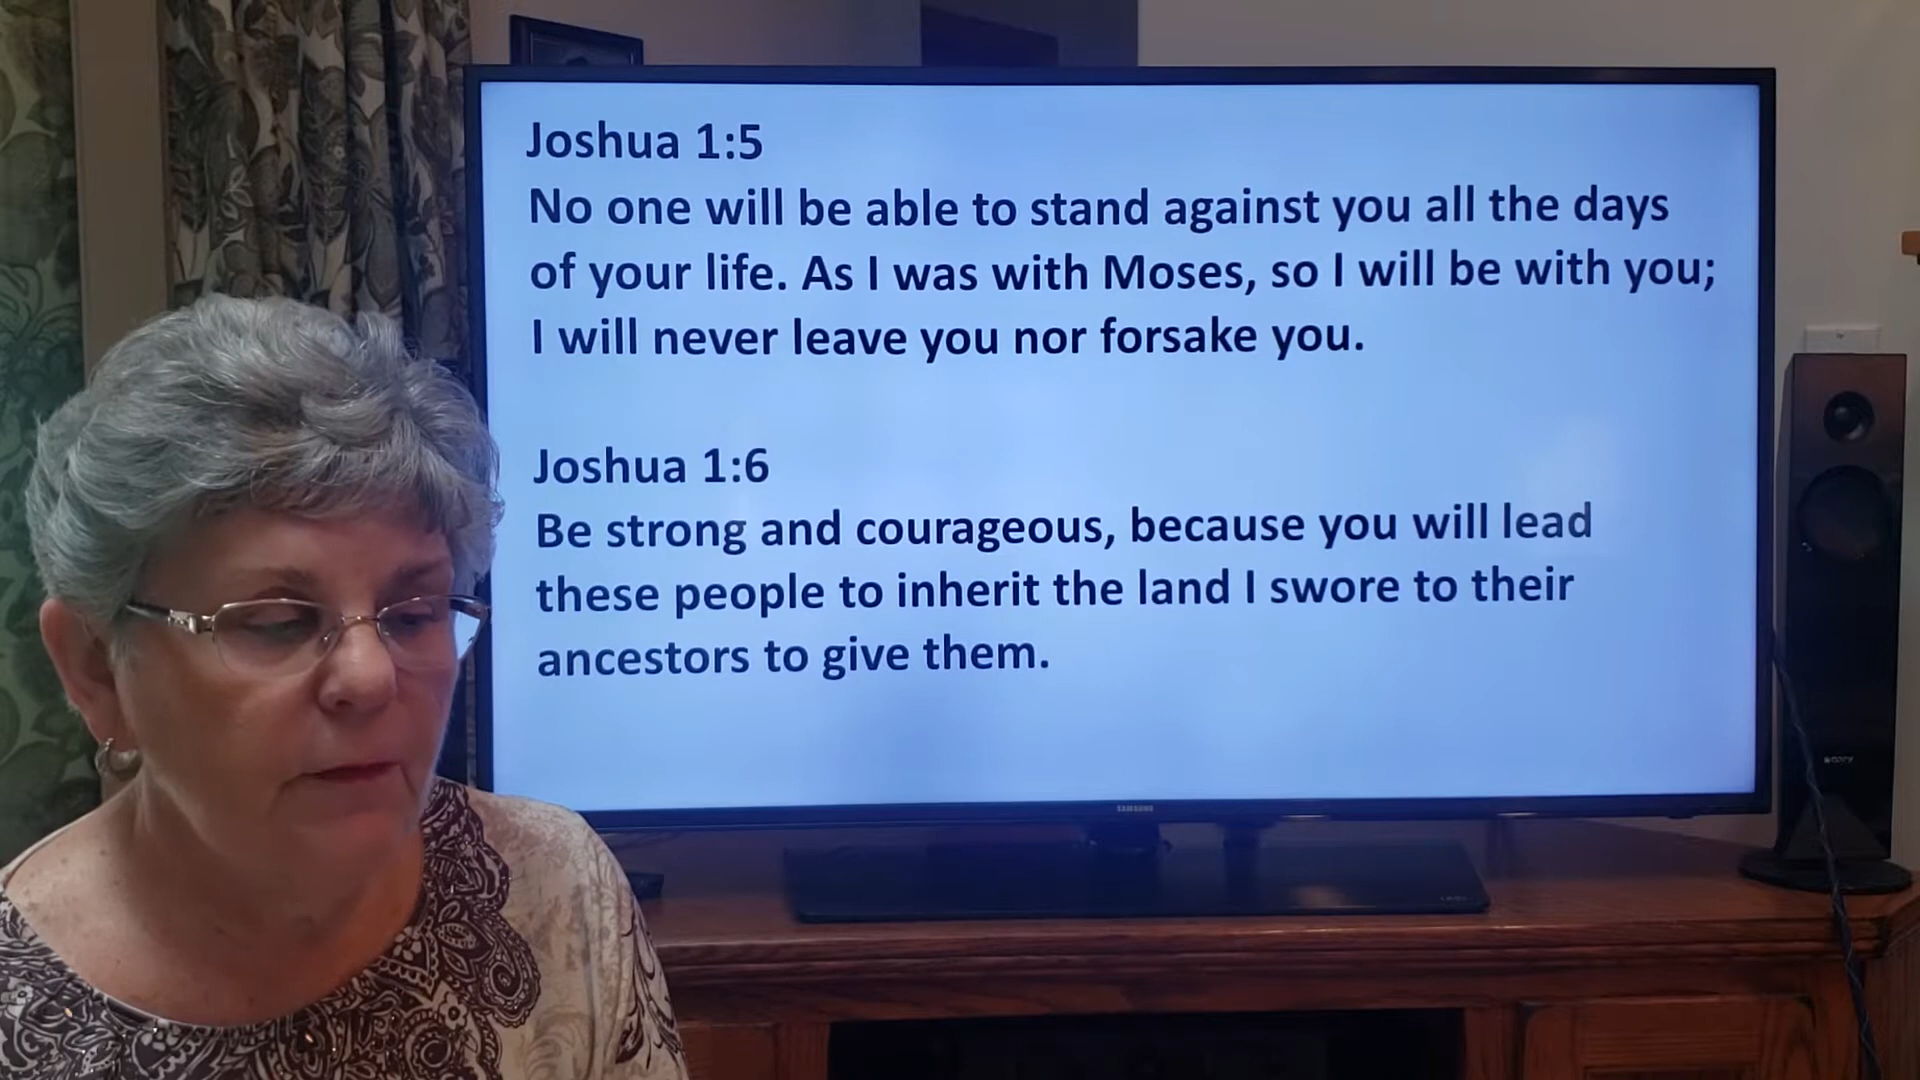 Joshua 1:5
No one will be able to stand against you all the days
of your life. As I was with Moses, so I will be with you;
I will never leave you nor forsake you.
Joshua 1:6
Be strong and courageous, because you will lead
these people to inherit the land I swore to their
ancestors to give them.
SAMSUNG
SONY